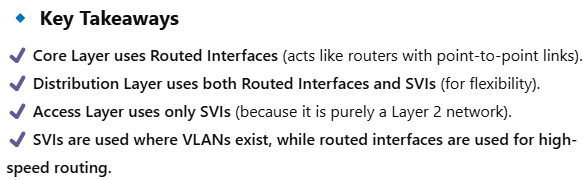 Key Takeaways
✔ Core Layer uses Routed Interfaces (acts like routers with point-to-point links).
✔ Distribution Layer uses both Routed Interfaces and SVIs (for flexibility).
✔ Access Layer uses only SVIs (because it is purely a Layer 2 network).
✔ SVIs are used where VLANs exist, while routed interfaces are used for high-
speed routing.